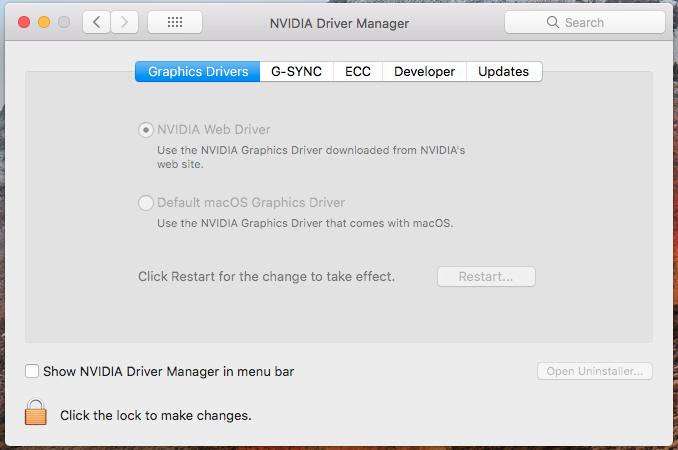 NVIDIA Driver Manager
Search
Graphics Drivers G-SYNC ECC Developer Updates
NVIDIA Web Driver
Use the NVIDIA Graphics Driver downloaded from NVIDIA's
web site.
Default macOS Graphics Driver
Use the NVIDIA Graphics Driver that comes with macOS.
Click Restart for the change to take effect. Restart...
Show NVIDIA Driver Manager in menu bar
Open Uninstaller...
Click the lock to make changes.